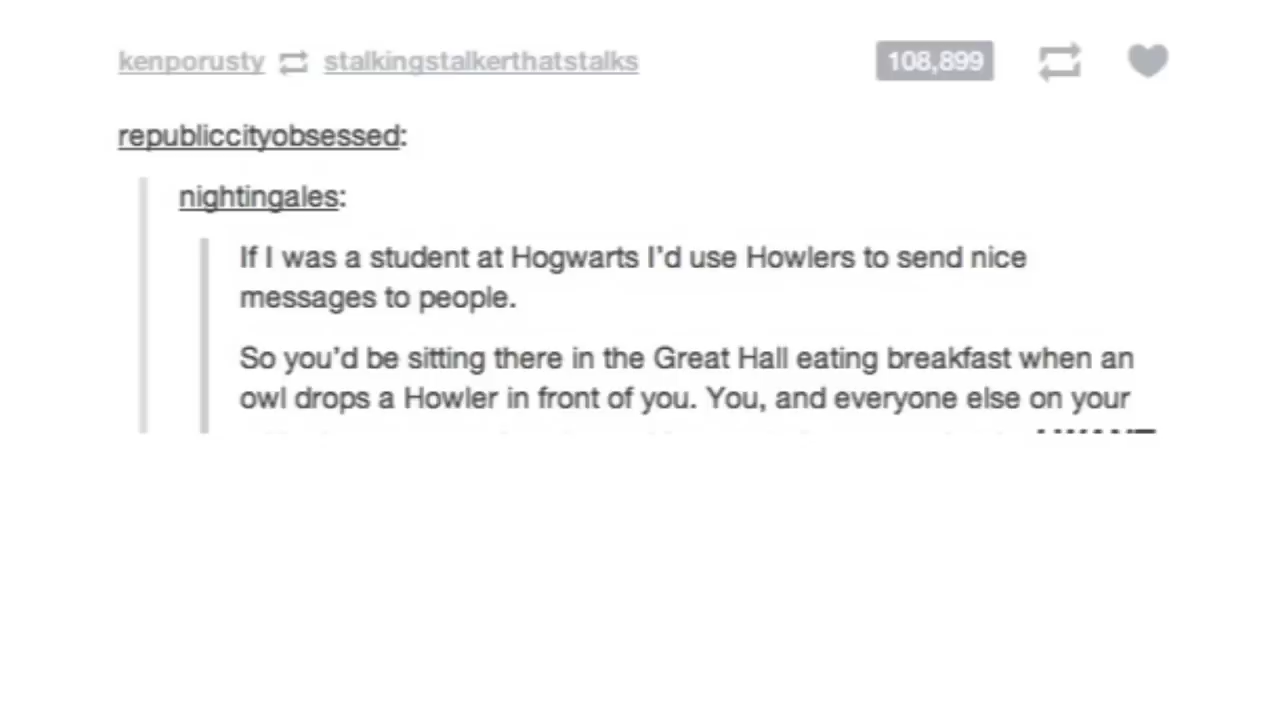 kenporusty stalkingstalkerthatstalks 108,899
republiccityobsessed:
nightingales:
If I was a student at Hogwarts I'd use Howlers to send nice
messages to people.
So you'd be sitting there in the Great Hall eating breakfast when an
owl drops a Howler in front of you. You, and everyone else on your
I WANT